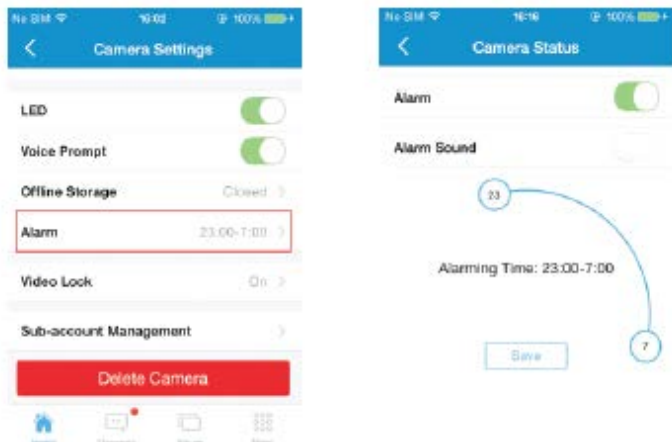 No SIM 16:02 100%
Camera Settings
LED
Voice Prompt
Offline Storage Closed
Alarm 23:00-7:00
Video Lock On
Sub-account Management
Delete Camera
No SIM 16:16 100%
Camera Status
Alarm
Alarm Sound
23
Alarming Time: 23:00-7:00
7
Save